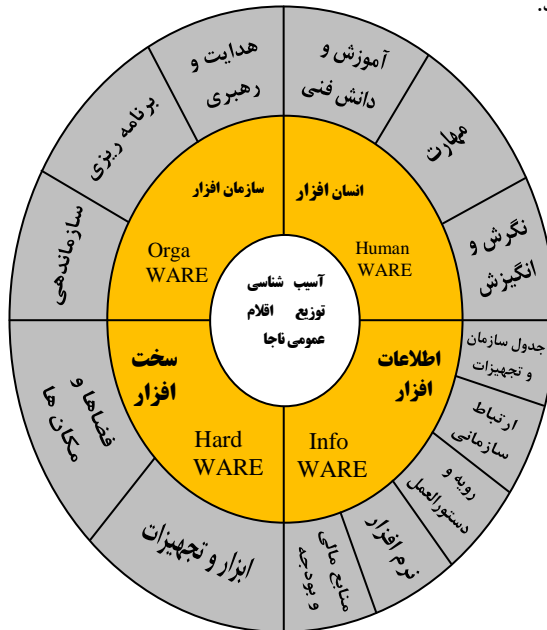 د.
هدایت و
رهبری
آموزش و
دانش فنی
برنامه ریزی
مهارت
سازماندهی
نگرش و
انگیزش
سازمان افزار
Orga
WARE
انسان افزار
Human
WARE
آسیب شناسی
توزیع اقلام
عمومی ناجا
سخت
افزار
Hard
WARE
اطلاعات
افزار
Info
WARE
جدول سازمان
و تجهیزات
ارتباط
سازمانی
رویه و
دستورالعمل
نرم افزار
منابع مالی
و بودجه
ابزار و تجهیزات
فضاها و
مکان ها